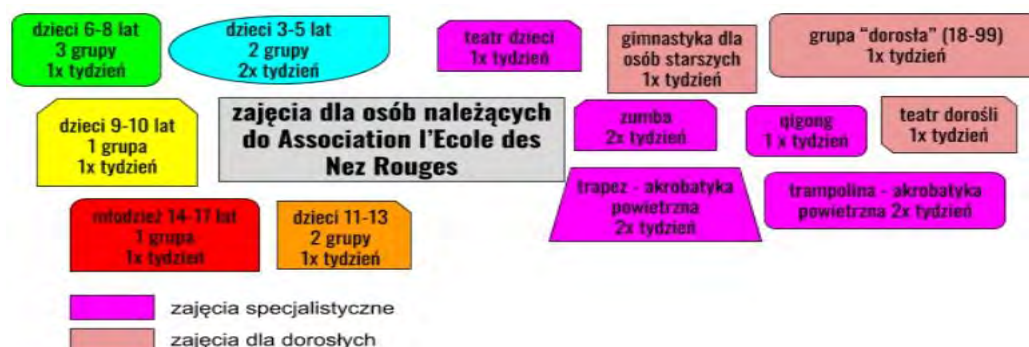 dzieci 6-8 lat
3 grupy
1x tydzień
dzieci 3-5 lat
2 grupy
2x tydzień
teatr dzieci
1x tydzień
gimnastyka dla
osób starszych
1x tydzień
grupa “dorosła” (18-99)
1x tydzień
dzieci 9-10 lat
1 grupa
1x tydzień
zajęcia dla osób należących
do Association l’Ecole des
Nez Rouges
zumba
2x tydzień
qigong
1 x tydzień
teatr dorośli
1x tydzień
młodzież 14-17 lat
1 grupa
1x tydzień
dzieci 11-13
2 grupy
1x tydzień
trapez - akrobatyka
powietrzna
2x tydzień
trampolina - akrobatyka
powietrzna 2x tydzień
zajęcia specjalistyczne
zajęcia dla dorosłych